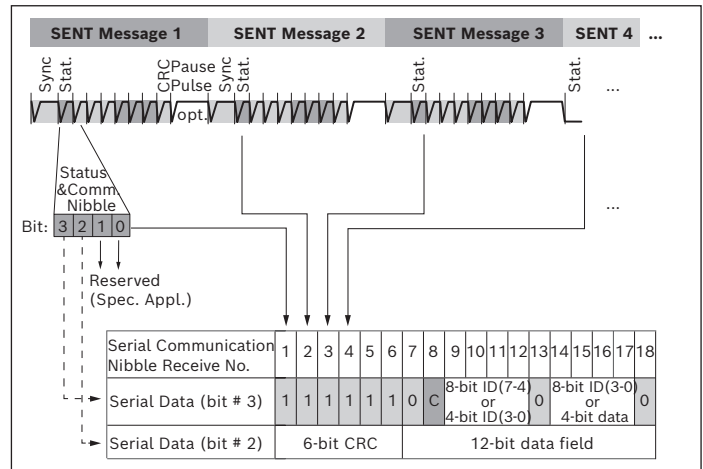 SENT Message 1 SENT Message 2 SENT Message 3 SENT 4 ...
Sync Stat. CRC Pause Pulse opt. Sync Stat. Stat. Stat. ...
Status
&Comm.
Nibble
...
Bit: 3 2 1 0
Reserved
(Spec. Appl.)
Serial Communication
Nibble Receive No. 1 2 3 4 5 6 7 8 9 10 11 12 13 14 15 16 17 18
Serial Data (bit # 3) 1 1 1 1 1 1 0 C 8-bit ID(7-4) or 4-bit ID(3-0) 0 8-bit ID(3-0) or 4-bit data 0
Serial Data (bit # 2) 6-bit CRC 12-bit data field